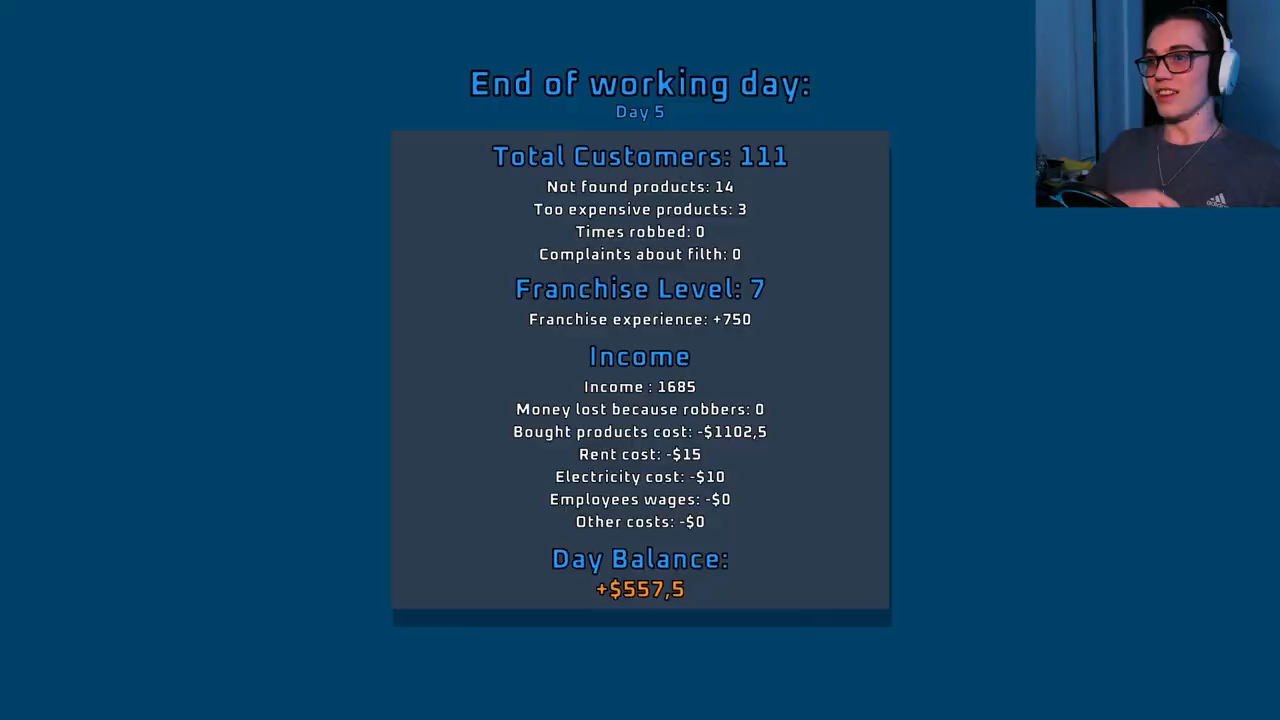 End of working day:
Day 5
Total Customers: 111
Not found products: 14
Too expensive products: 3
Times robbed: 0
Complaints about filth: 0
Franchise Level: 7
Franchise experience: +750
Income
Income : 1685
Money lost because robbers: 0
Bought products cost: -$1102,5
Rent cost: -$15
Electricity cost: -$10
Employees wages: -$0
Other costs: -$0
Day Balance:
+$557,5